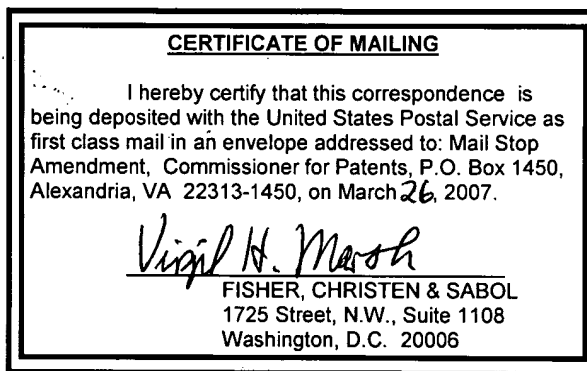 CERTIFICATE OF MAILING
I hereby certify that this correspondence is
being deposited with the United States Postal Service as
first class mail in an envelope addressed to: Mail Stop
Amendment, Commissioner for Patents, P.O. Box 1450,
Alexandria, VA 22313-1450, on March 26, 2007.
Virgil H. Marsh
FISHER, CHRISTEN & SABOL
1725 Street, N.W., Suite 1108
Washington, D.C. 20006